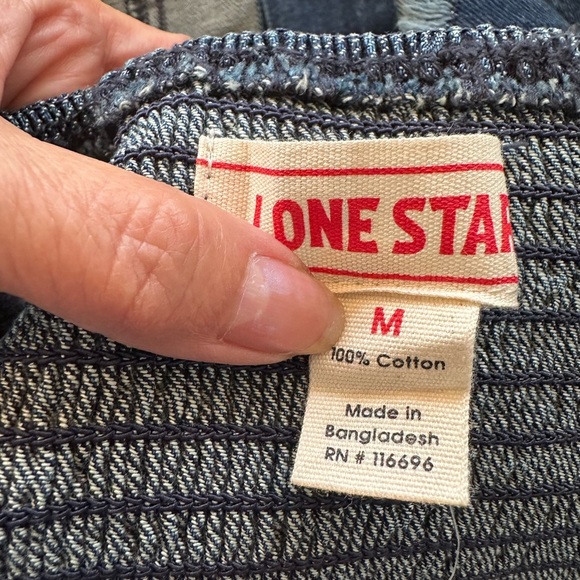 LONE STAR
M
100% Cotton
Made in
Bangladesh
RN # 116696